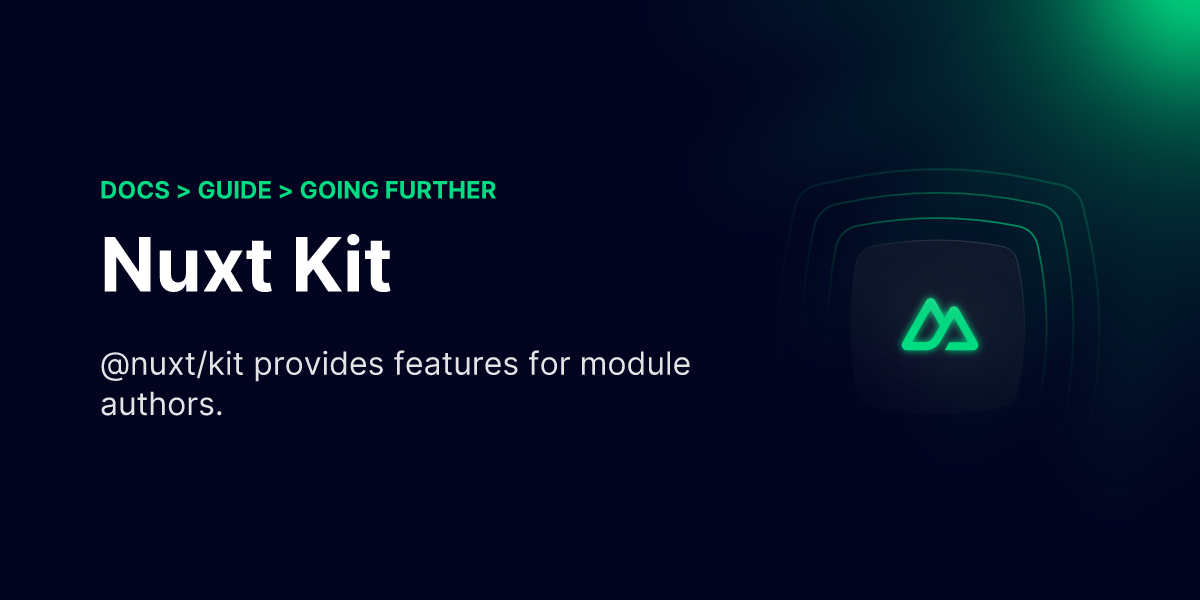 DOCS > GUIDE > GOING FURTHER
Nuxt Kit
@nuxt/kit provides features for module
authors.